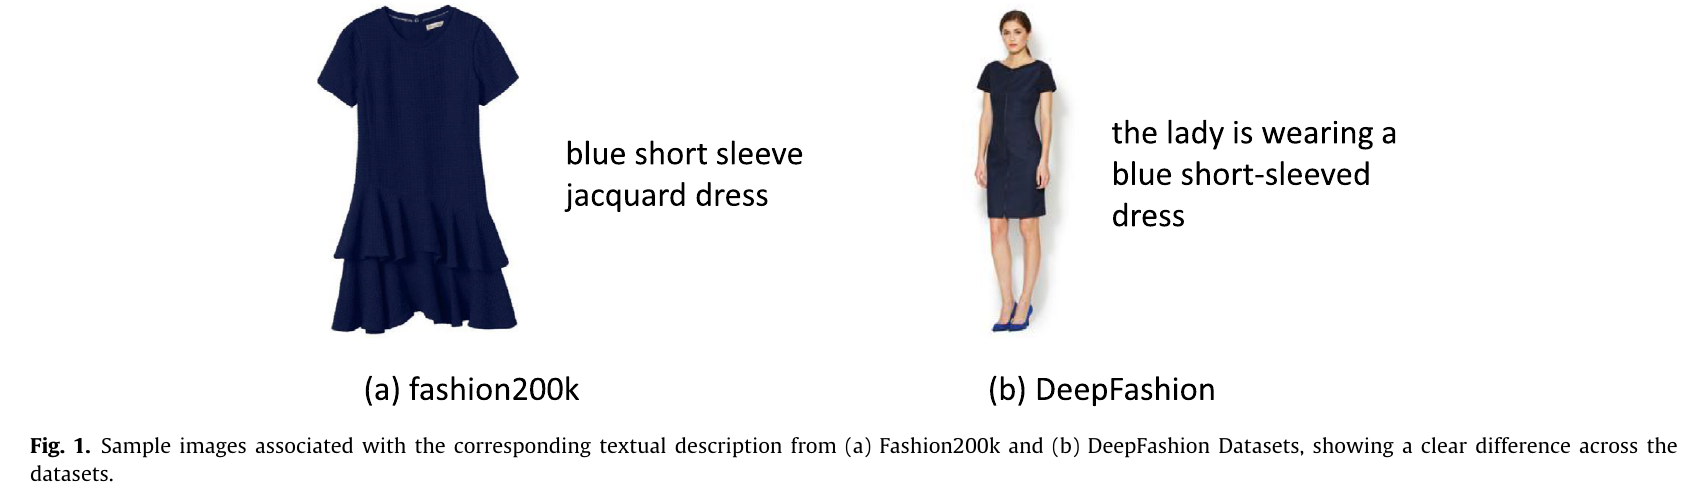 blue short sleeve
jacquard dress
the lady is wearing a
blue short-sleeved
dress
(a) fashion200k
(b) DeepFashion
Fig. 1. Sample images associated with the corresponding textual description from (a) Fashion200k and (b) DeepFashion Datasets, showing a clear difference across the
datasets.